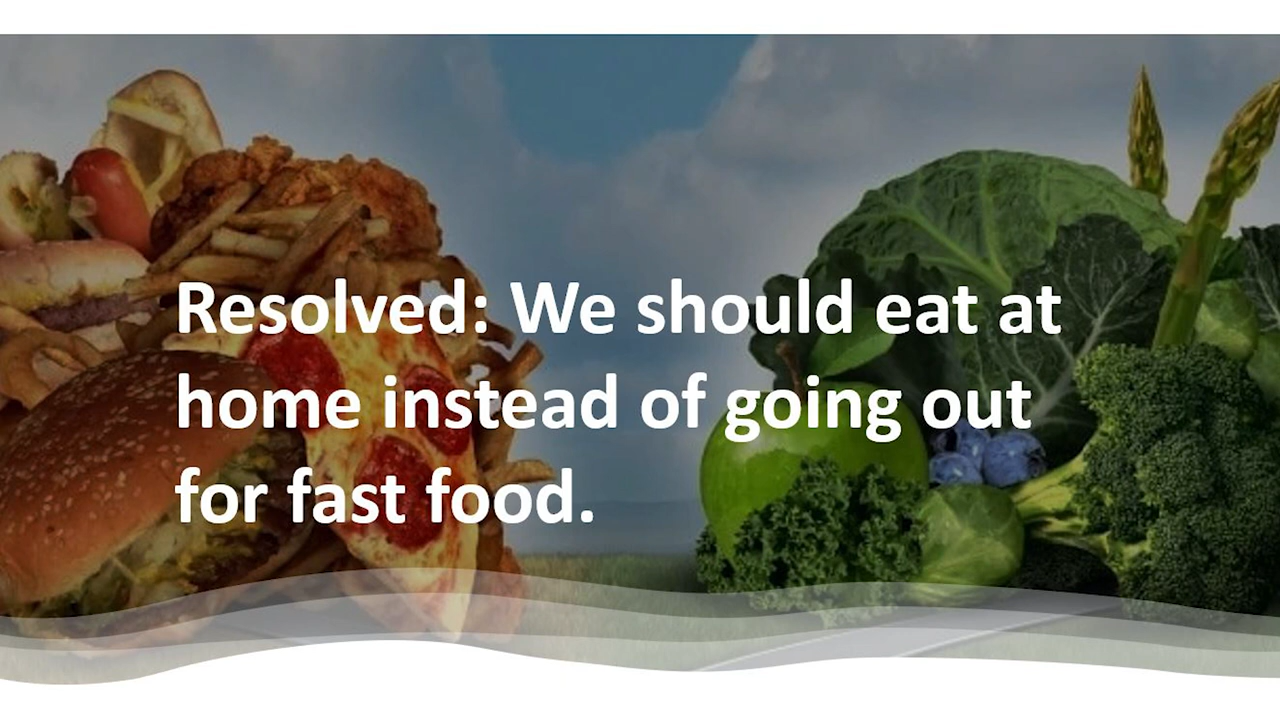 Resolved: We should eat at
home instead of going out
for fast food.